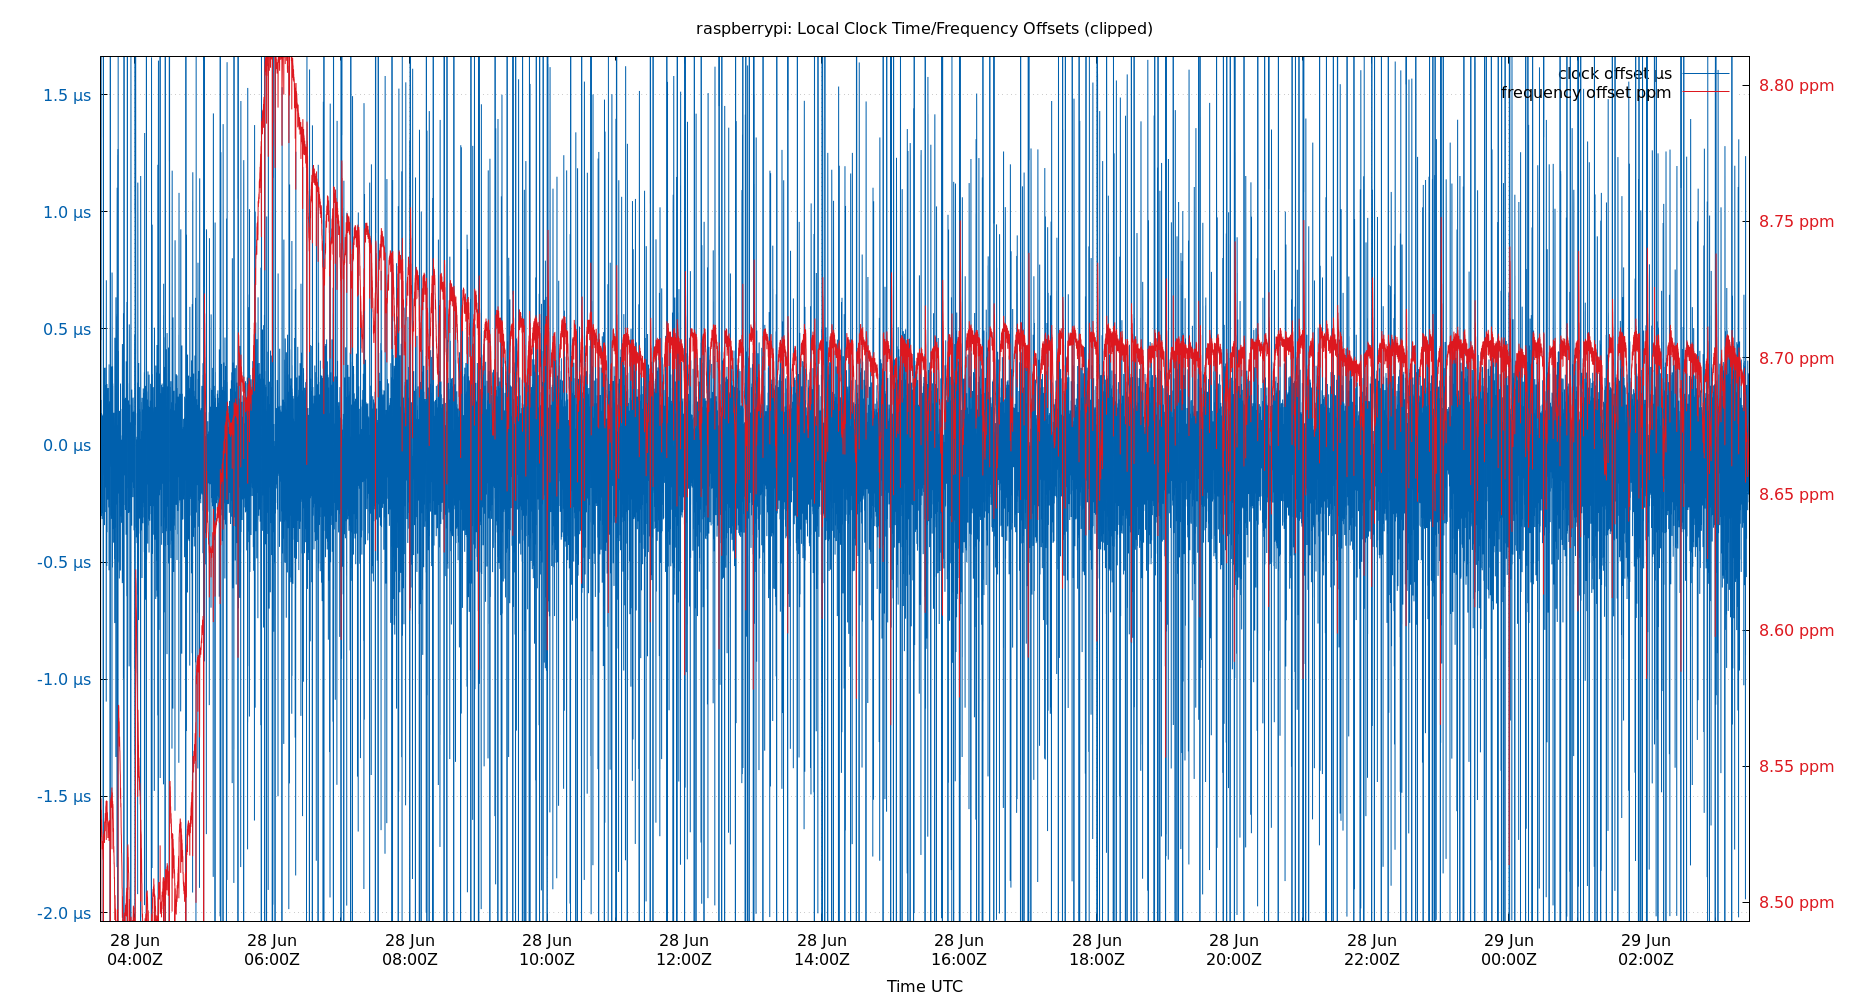 raspberrypi: Local Clock Time/Frequency Offsets (clipped)
clock offset µs
frequency offset ppm
1.5 µs
1.0 µs
0.5 µs
0.0 µs
-0.5 µs
-1.0 µs
-1.5 µs
-2.0 µs
8.80 ppm
8.75 ppm
8.70 ppm
8.65 ppm
8.60 ppm
8.55 ppm
8.50 ppm
28 Jun 28 Jun 28 Jun 28 Jun 28 Jun 28 Jun 28 Jun 28 Jun 28 Jun 28 Jun 29 Jun 29 Jun
04:00Z 06:00Z 08:00Z 10:00Z 12:00Z 14:00Z 16:00Z 18:00Z 20:00Z 22:00Z 00:00Z 02:00Z
Time UTC